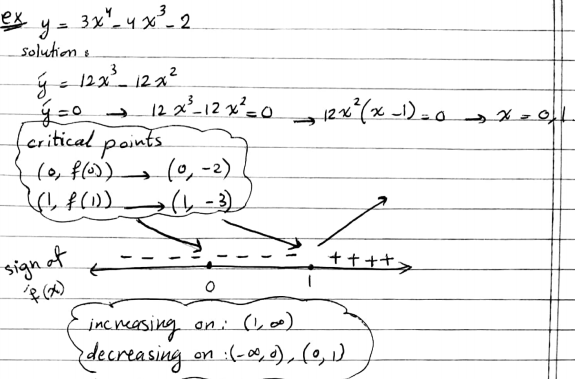 ex y = 3x⁴ - 4x³ - 2
solution :
ý = 12x³ - 12x²
ý = 0 → 12x³ - 12x² = 0 → 12x²(x - 1) = 0 → x = 0, 1
critical points
(0, f(0)) → (0, -2)
(1, f(1)) → (1, -3)
sign of - - - - - - - - + + + +
f́(x) 0 1
increasing on : (1, ∞)
decreasing on : (-∞, 0), (0, 1)